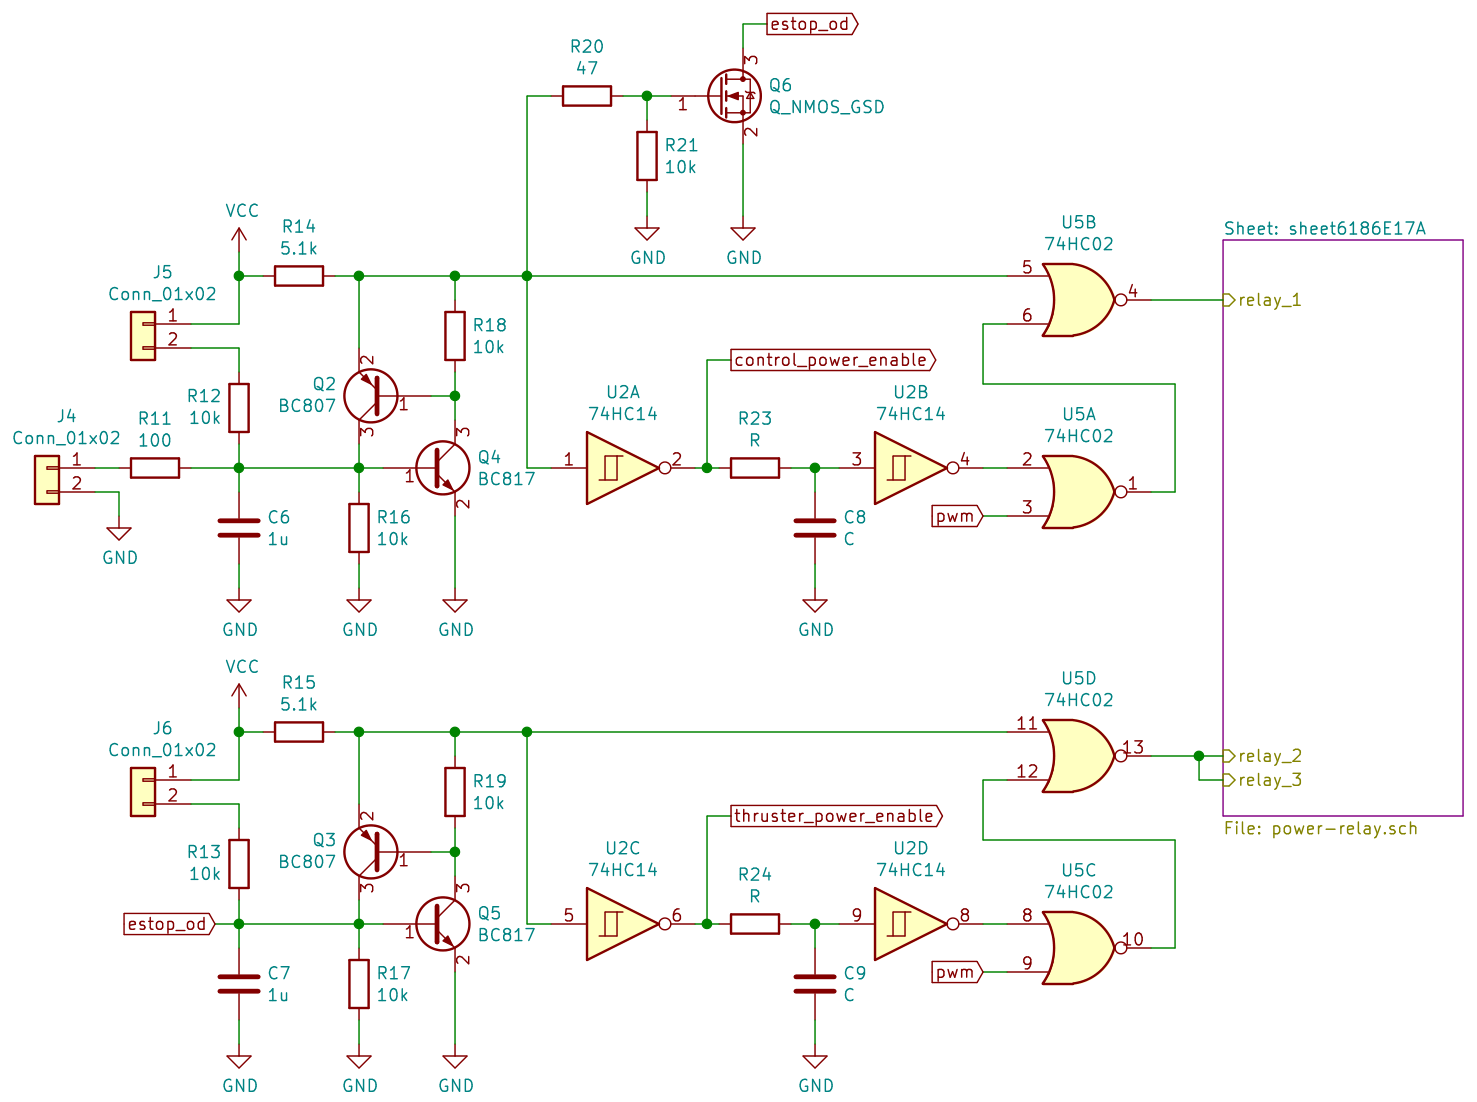 estop_od
R20
47
3
Q6
Q_NMOS_GSD
1
2
R21
10k
GND
GND
VCC
R14
5.1k
U5B
74HC02
Sheet: sheet6186E17A
J5
Conn_01x02
1
2
5
6
4
relay_1
R18
10k
control_power_enable
R12
10k
Q2
BC807
2
1
3
U2A
74HC14
R23
R
U2B
74HC14
U5A
74HC02
J4
Conn_01x02
1
2
R11
100
3
1
2
Q4
BC817
1
2
3
4
2
3
1
pwm
C6
1u
R16
10k
C8
C
GND
GND
GND
GND
GND
VCC
R15
5.1k
U5D
74HC02
J6
Conn_01x02
1
2
11
12
13
relay_2
relay_3
R19
10k
thruster_power_enable
File: power-relay.sch
R13
10k
Q3
BC807
2
1
3
U2C
74HC14
R24
R
U2D
74HC14
U5C
74HC02
estop_od
3
1
2
Q5
BC817
5
6
9
8
8
9
10
pwm
C7
1u
R17
10k
C9
C
GND
GND
GND
GND